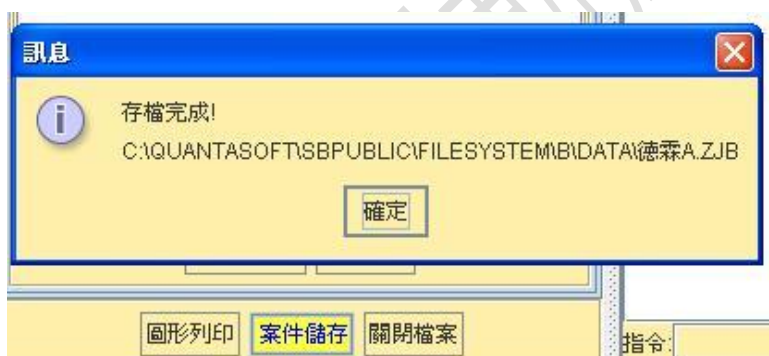 訊息
存檔完成!
C:\QUANTASOFT\SBPUBLIC\FILESYSTEM\B\DATA\德霖A.ZJB
確定
圖形列印 案件儲存 關閉檔案
指令: